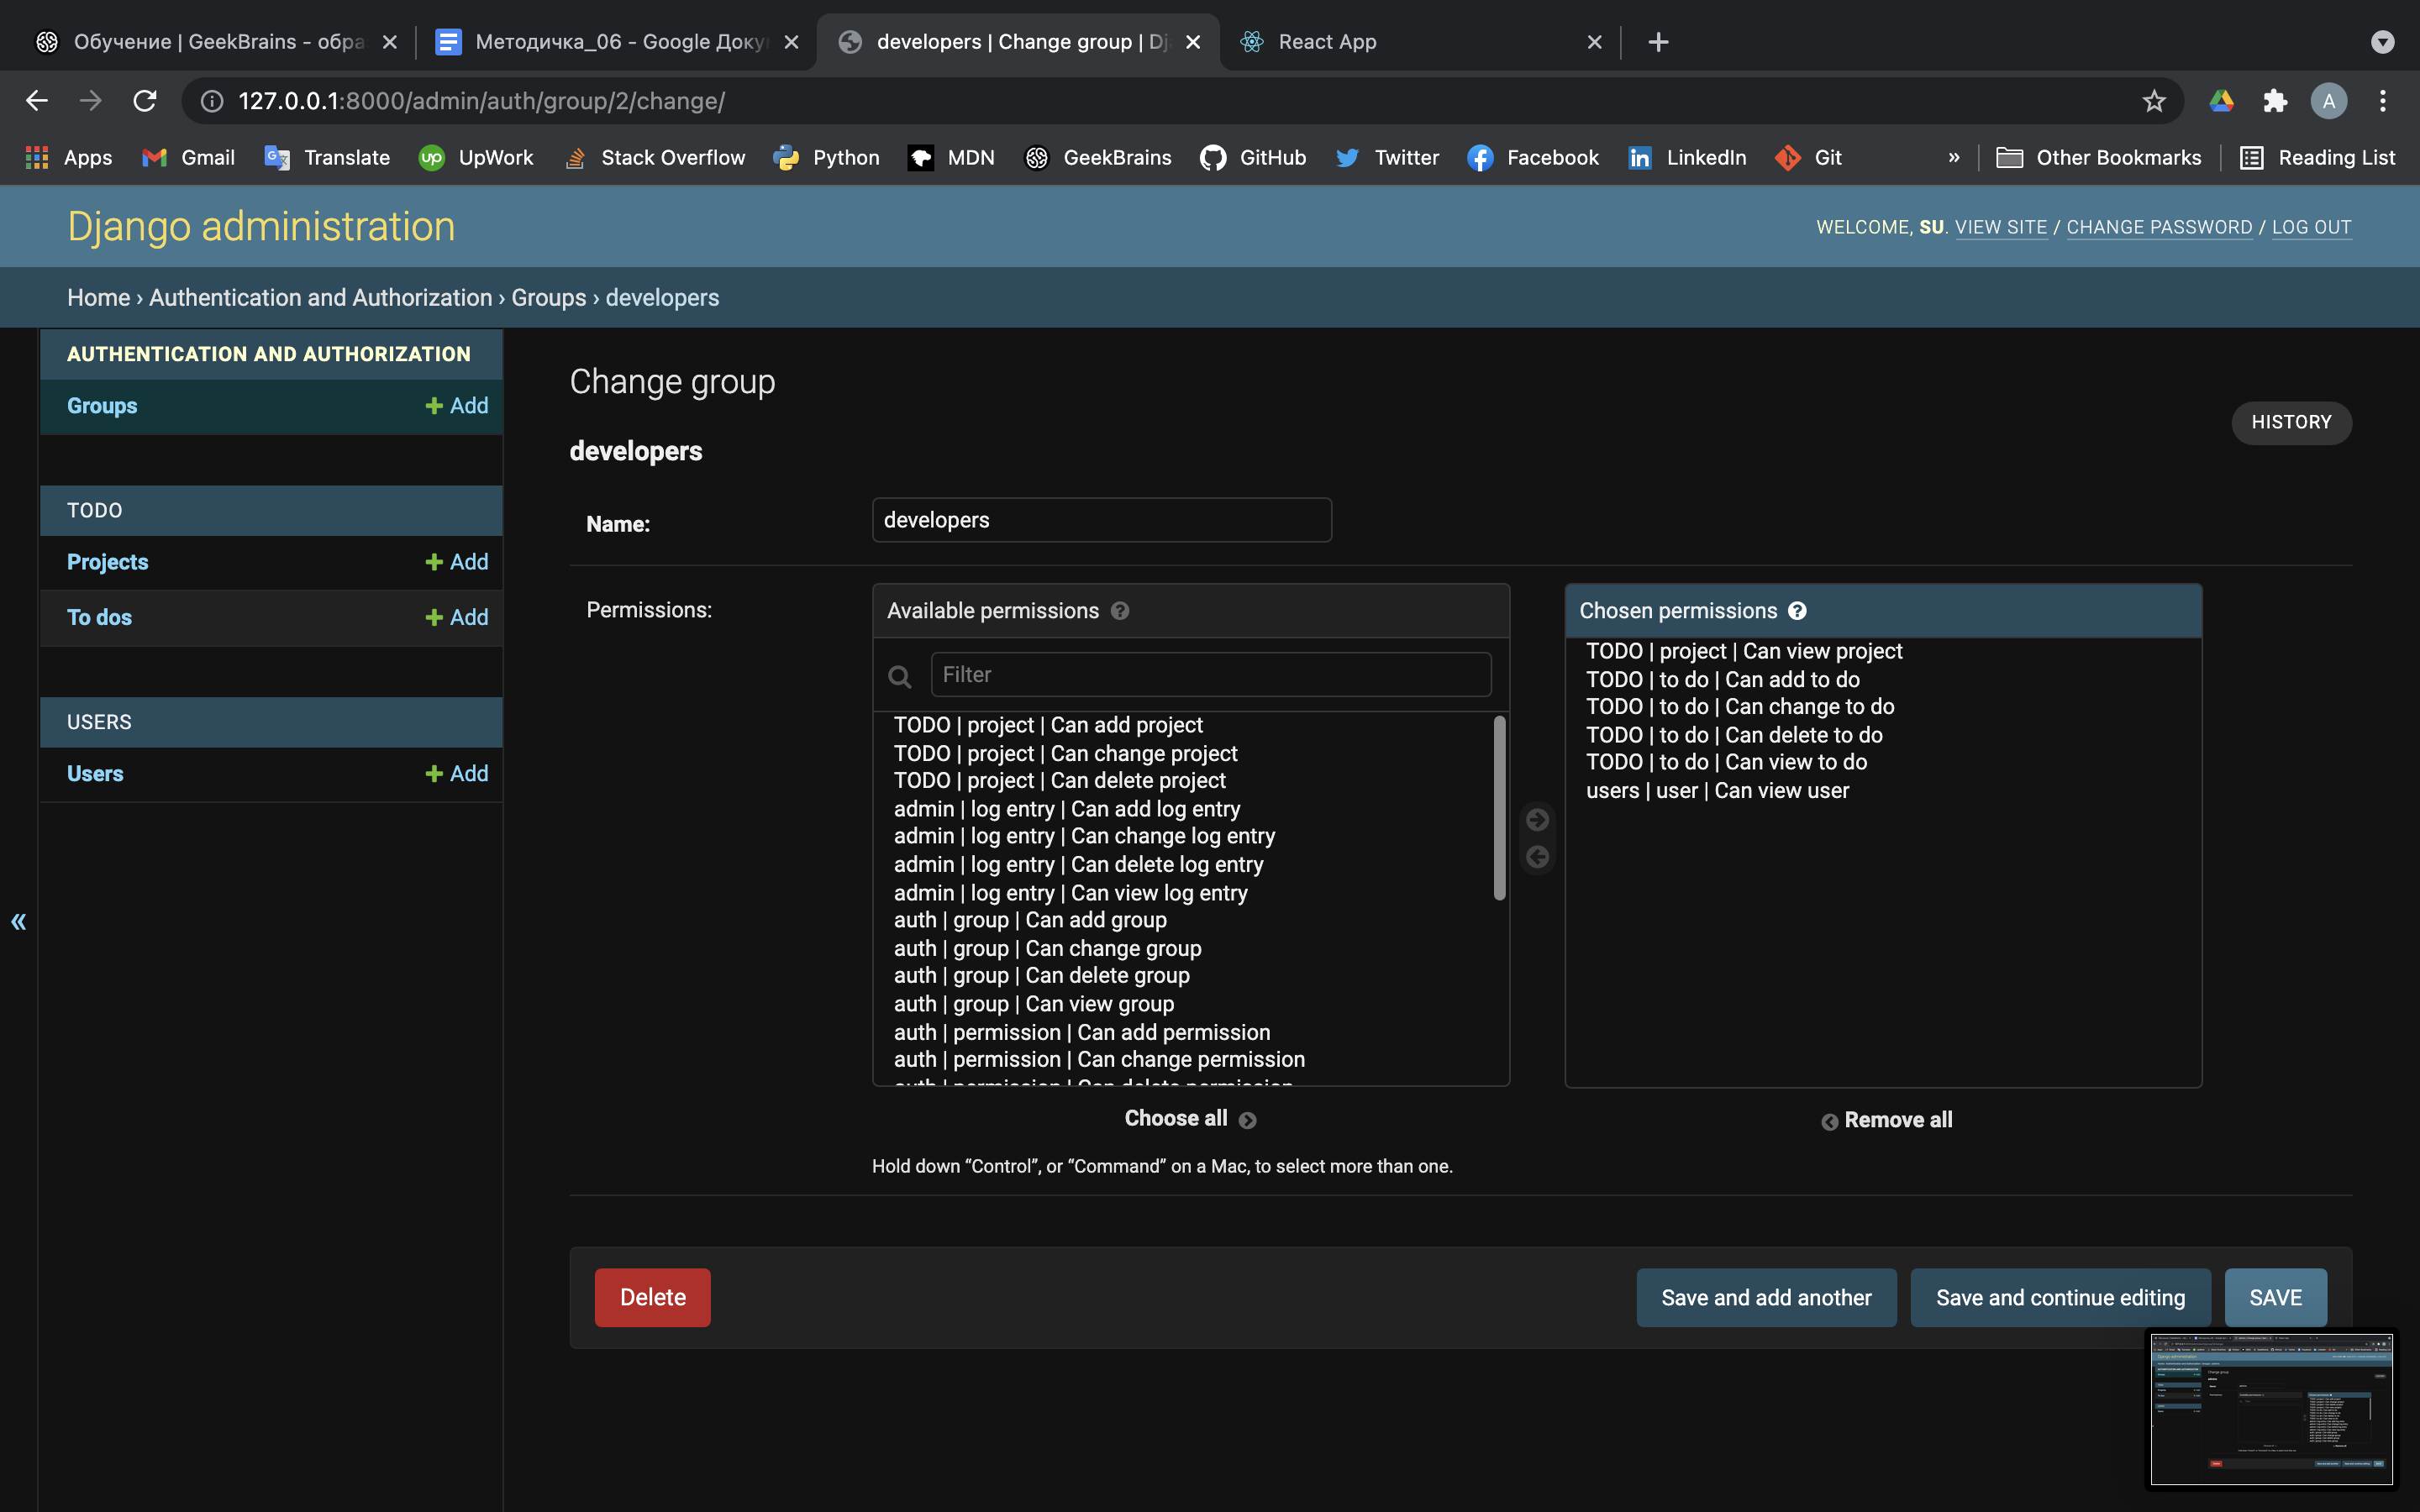 Обучение | GeekBrains - обра
Методичка_06 - Google Доку
developers | Change group | Dj
React App
127.0.0.1:8000/admin/auth/group/2/change/
A
Apps
Gmail
Translate
UpWork
Stack Overflow
Python
MDN
GeekBrains
GitHub
Twitter
Facebook
LinkedIn
Git
»
Other Bookmarks
Reading List
Django administration
WELCOME, SU. VIEW SITE / CHANGE PASSWORD / LOG OUT
Home › Authentication and Authorization › Groups › developers
AUTHENTICATION AND AUTHORIZATION
Groups
Add
TODO
Projects
Add
To dos
Add
USERS
Users
Add
«
Change group
HISTORY
developers
Name:
developers
Permissions:
Available permissions
Filter
TODO | project | Can add project
TODO | project | Can change project
TODO | project | Can delete project
admin | log entry | Can add log entry
admin | log entry | Can change log entry
admin | log entry | Can delete log entry
admin | log entry | Can view log entry
auth | group | Can add group
auth | group | Can change group
auth | group | Can delete group
auth | group | Can view group
auth | permission | Can add permission
auth | permission | Can change permission
auth | permission | Can delete permission
Choose all
Chosen permissions
TODO | project | Can view project
TODO | to do | Can add to do
TODO | to do | Can change to do
TODO | to do | Can delete to do
TODO | to do | Can view to do
users | user | Can view user
Remove all
Hold down “Control”, or “Command” on a Mac, to select more than one.
Delete
Save and add another
Save and continue editing
SAVE